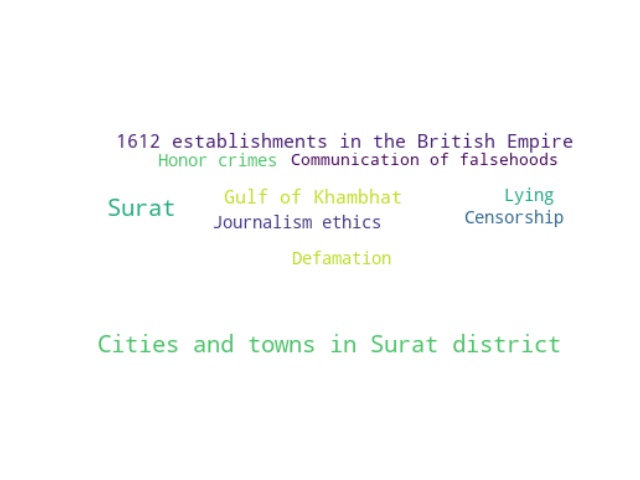 1612 establishments in the British Empire
Honor crimes Communication of falsehoods
Gulf of Khambhat Lying
Surat
Journalism ethics Censorship
Defamation
Cities and towns in Surat district